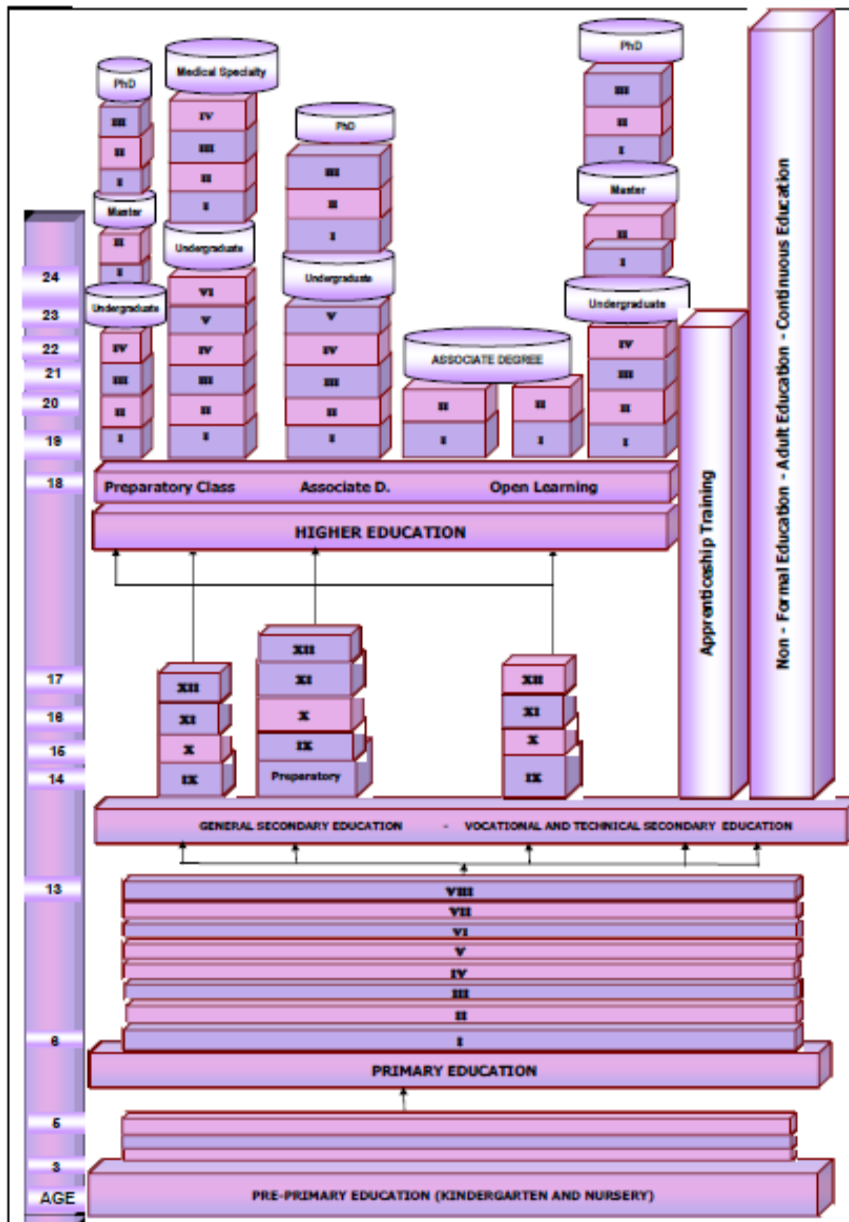 PhD
III
II
I
Master
II
I
Undergraduate
IV
III
II
I
Medical Specialty
IV
III
II
I
Undergraduate
VI
V
IV
III
II
I
PhD
III
II
I
Undergraduate
V
IV
III
II
I
ASSOCIATE DEGREE
II
I
II
I
PhD
III
II
I
Master
II
I
Undergraduate
IV
III
II
I
Apprenticeship Training
Non - Formal Education - Adult Education - Continuous Education
24
23
22
21
20
19
18
17
16
15
14
13
6
5
3
AGE
Preparatory Class Associate D. Open Learning
HIGHER EDUCATION
XII
XI
X
IX
XII
XI
X
IX
Preparatory
XII
XI
X
IX
GENERAL SECONDARY EDUCATION - VOCATIONAL AND TECHNICAL SECONDARY EDUCATION
VIII
VII
VI
V
IV
III
II
I
PRIMARY EDUCATION
PRE-PRIMARY EDUCATION (KINDERGARTEN AND NURSERY)